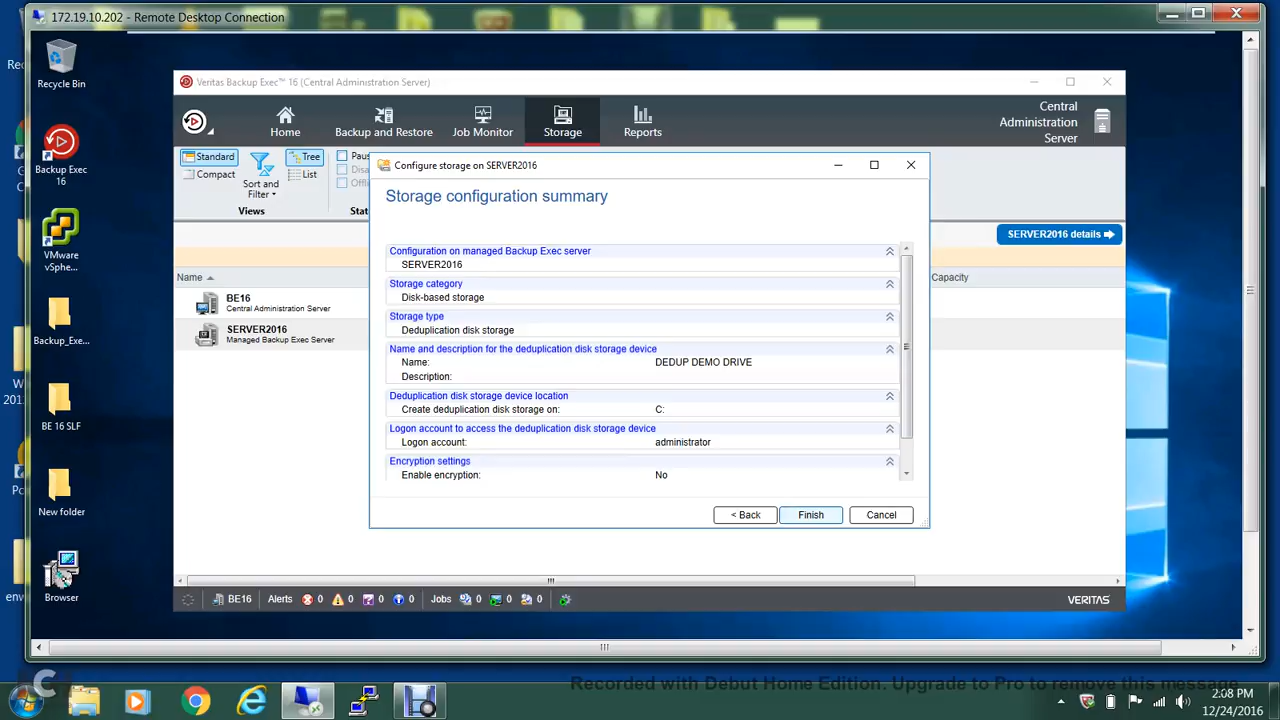 172.19.10.202 - Remote Desktop Connection
Recycle Bin
Backup Exec
16
VMware
vSphe...
Backup_Exe...
BE 16 SLF
New folder
Browser
Veritas Backup Exec™ 16 (Central Administration Server)
Home
Backup and Restore
Job Monitor
Storage
Reports
Central
Administration
Server
Standard
Compact
Sort and
Filter
Tree
List
Views
SERVER2016 details
Name
Capacity
BE16
Central Administration Server
SERVER2016
Managed Backup Exec Server
Configure storage on SERVER2016
Storage configuration summary
Configuration on managed Backup Exec server
SERVER2016
Storage category
Disk-based storage
Storage type
Deduplication disk storage
Name and description for the deduplication disk storage device
Name: DEDUP DEMO DRIVE
Description:
Deduplication disk storage device location
Create deduplication disk storage on: C:
Logon account to access the deduplication disk storage device
Logon account: administrator
Encryption settings
Enable encryption: No
< Back Finish Cancel
BE16 Alerts 0 0 0 0 Jobs 0 0 0
VERITAS
Recorded with Debut Home Edition. Upgrade to Pro to remove this message
2:08 PM
12/24/2016